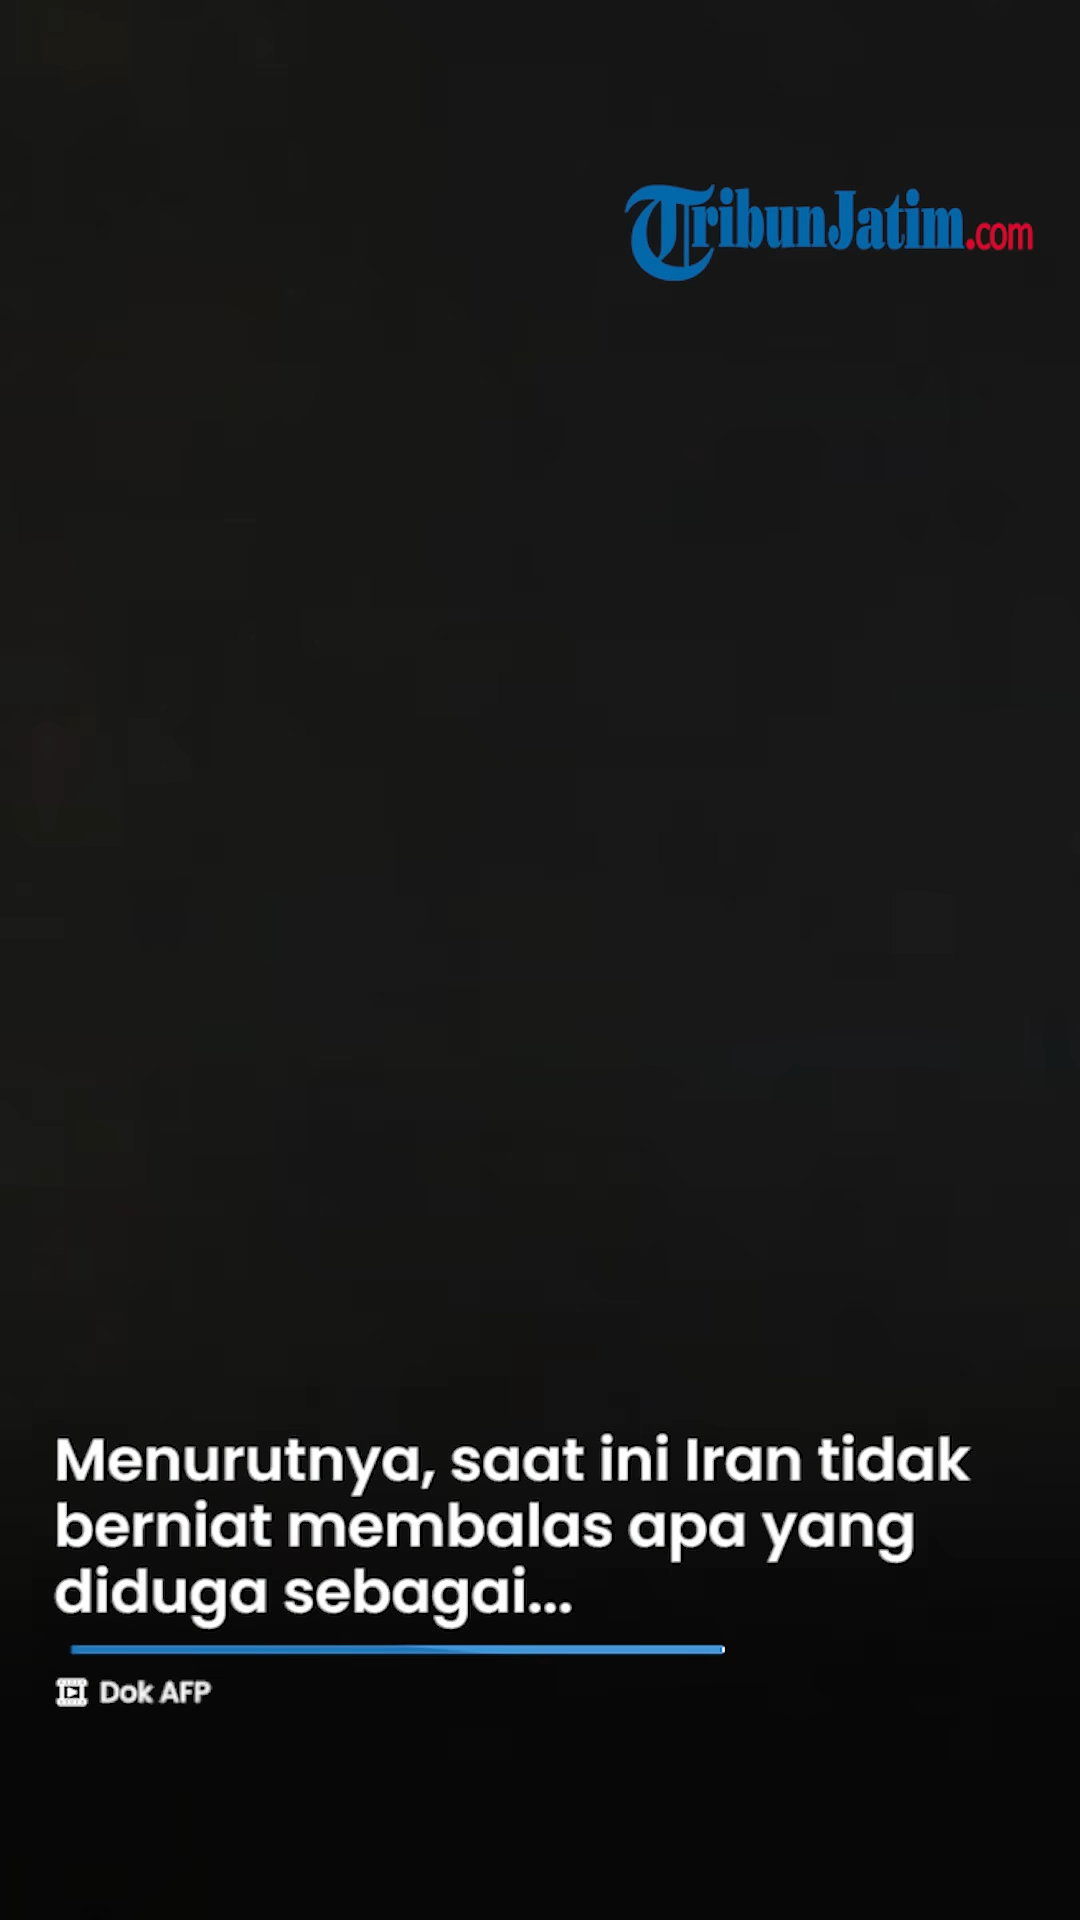 TribunJatim.com
Menurutnya, saat ini Iran tidak
berniat membalas apa yang
diduga sebagai...
Dok AFP